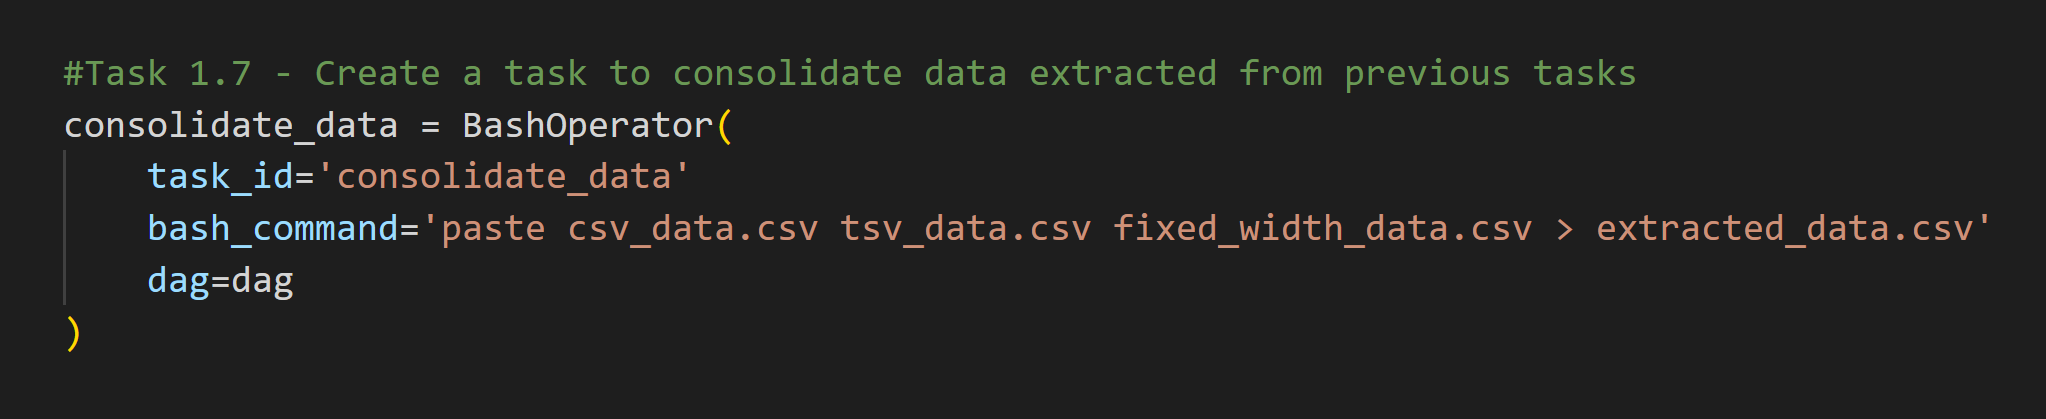 #Task 1.7 - Create a task to consolidate data extracted from previous tasks
consolidate_data = BashOperator(
    task_id='consolidate_data'
    bash_command='paste csv_data.csv tsv_data.csv fixed_width_data.csv > extracted_data.csv'
    dag=dag
)